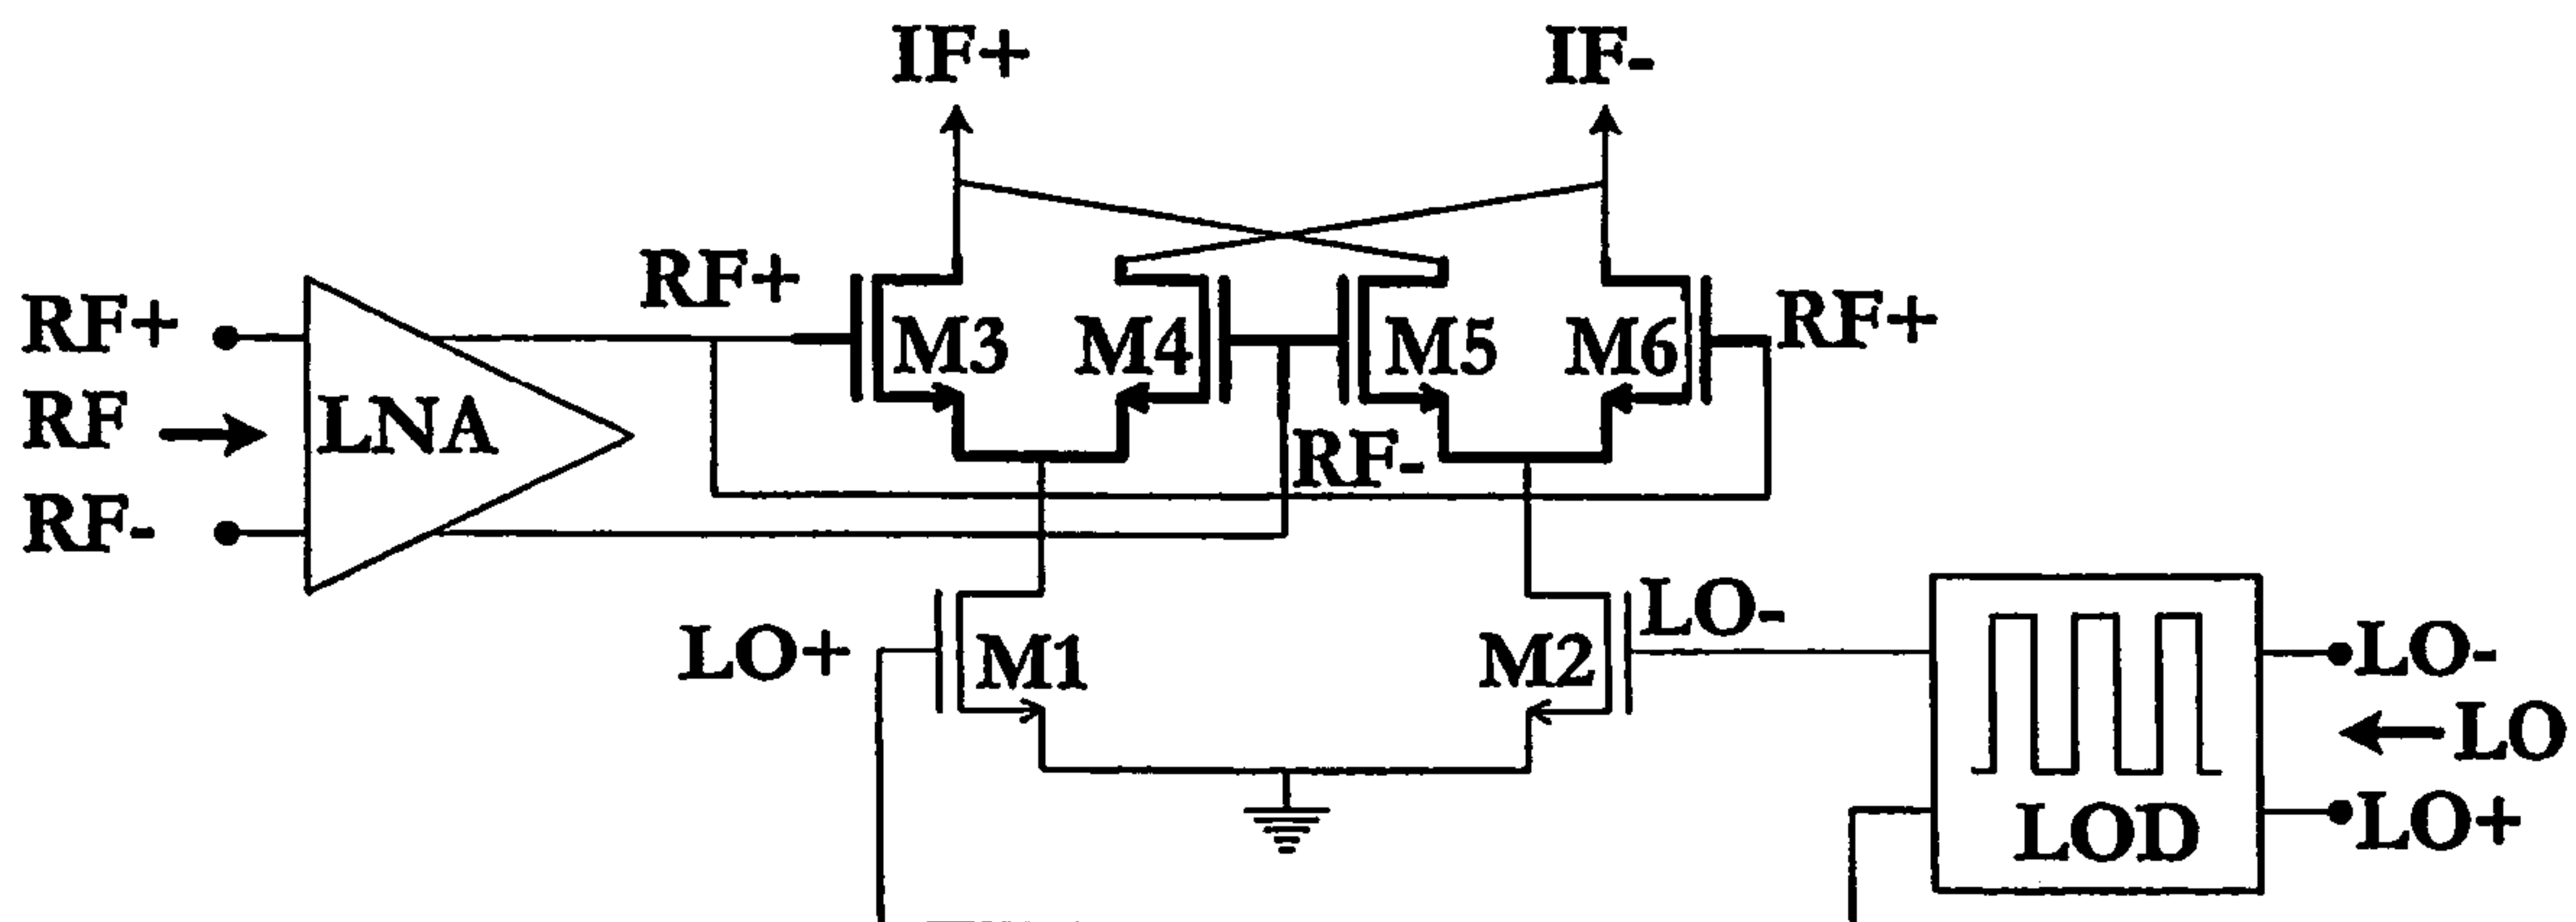 IF+ IF-
RF+ RF+ M3 M4 M5 M6 RF+
RF LNA RF-
RF-
LO+ M1 M2 LO- LO-
LO
LOD LO+